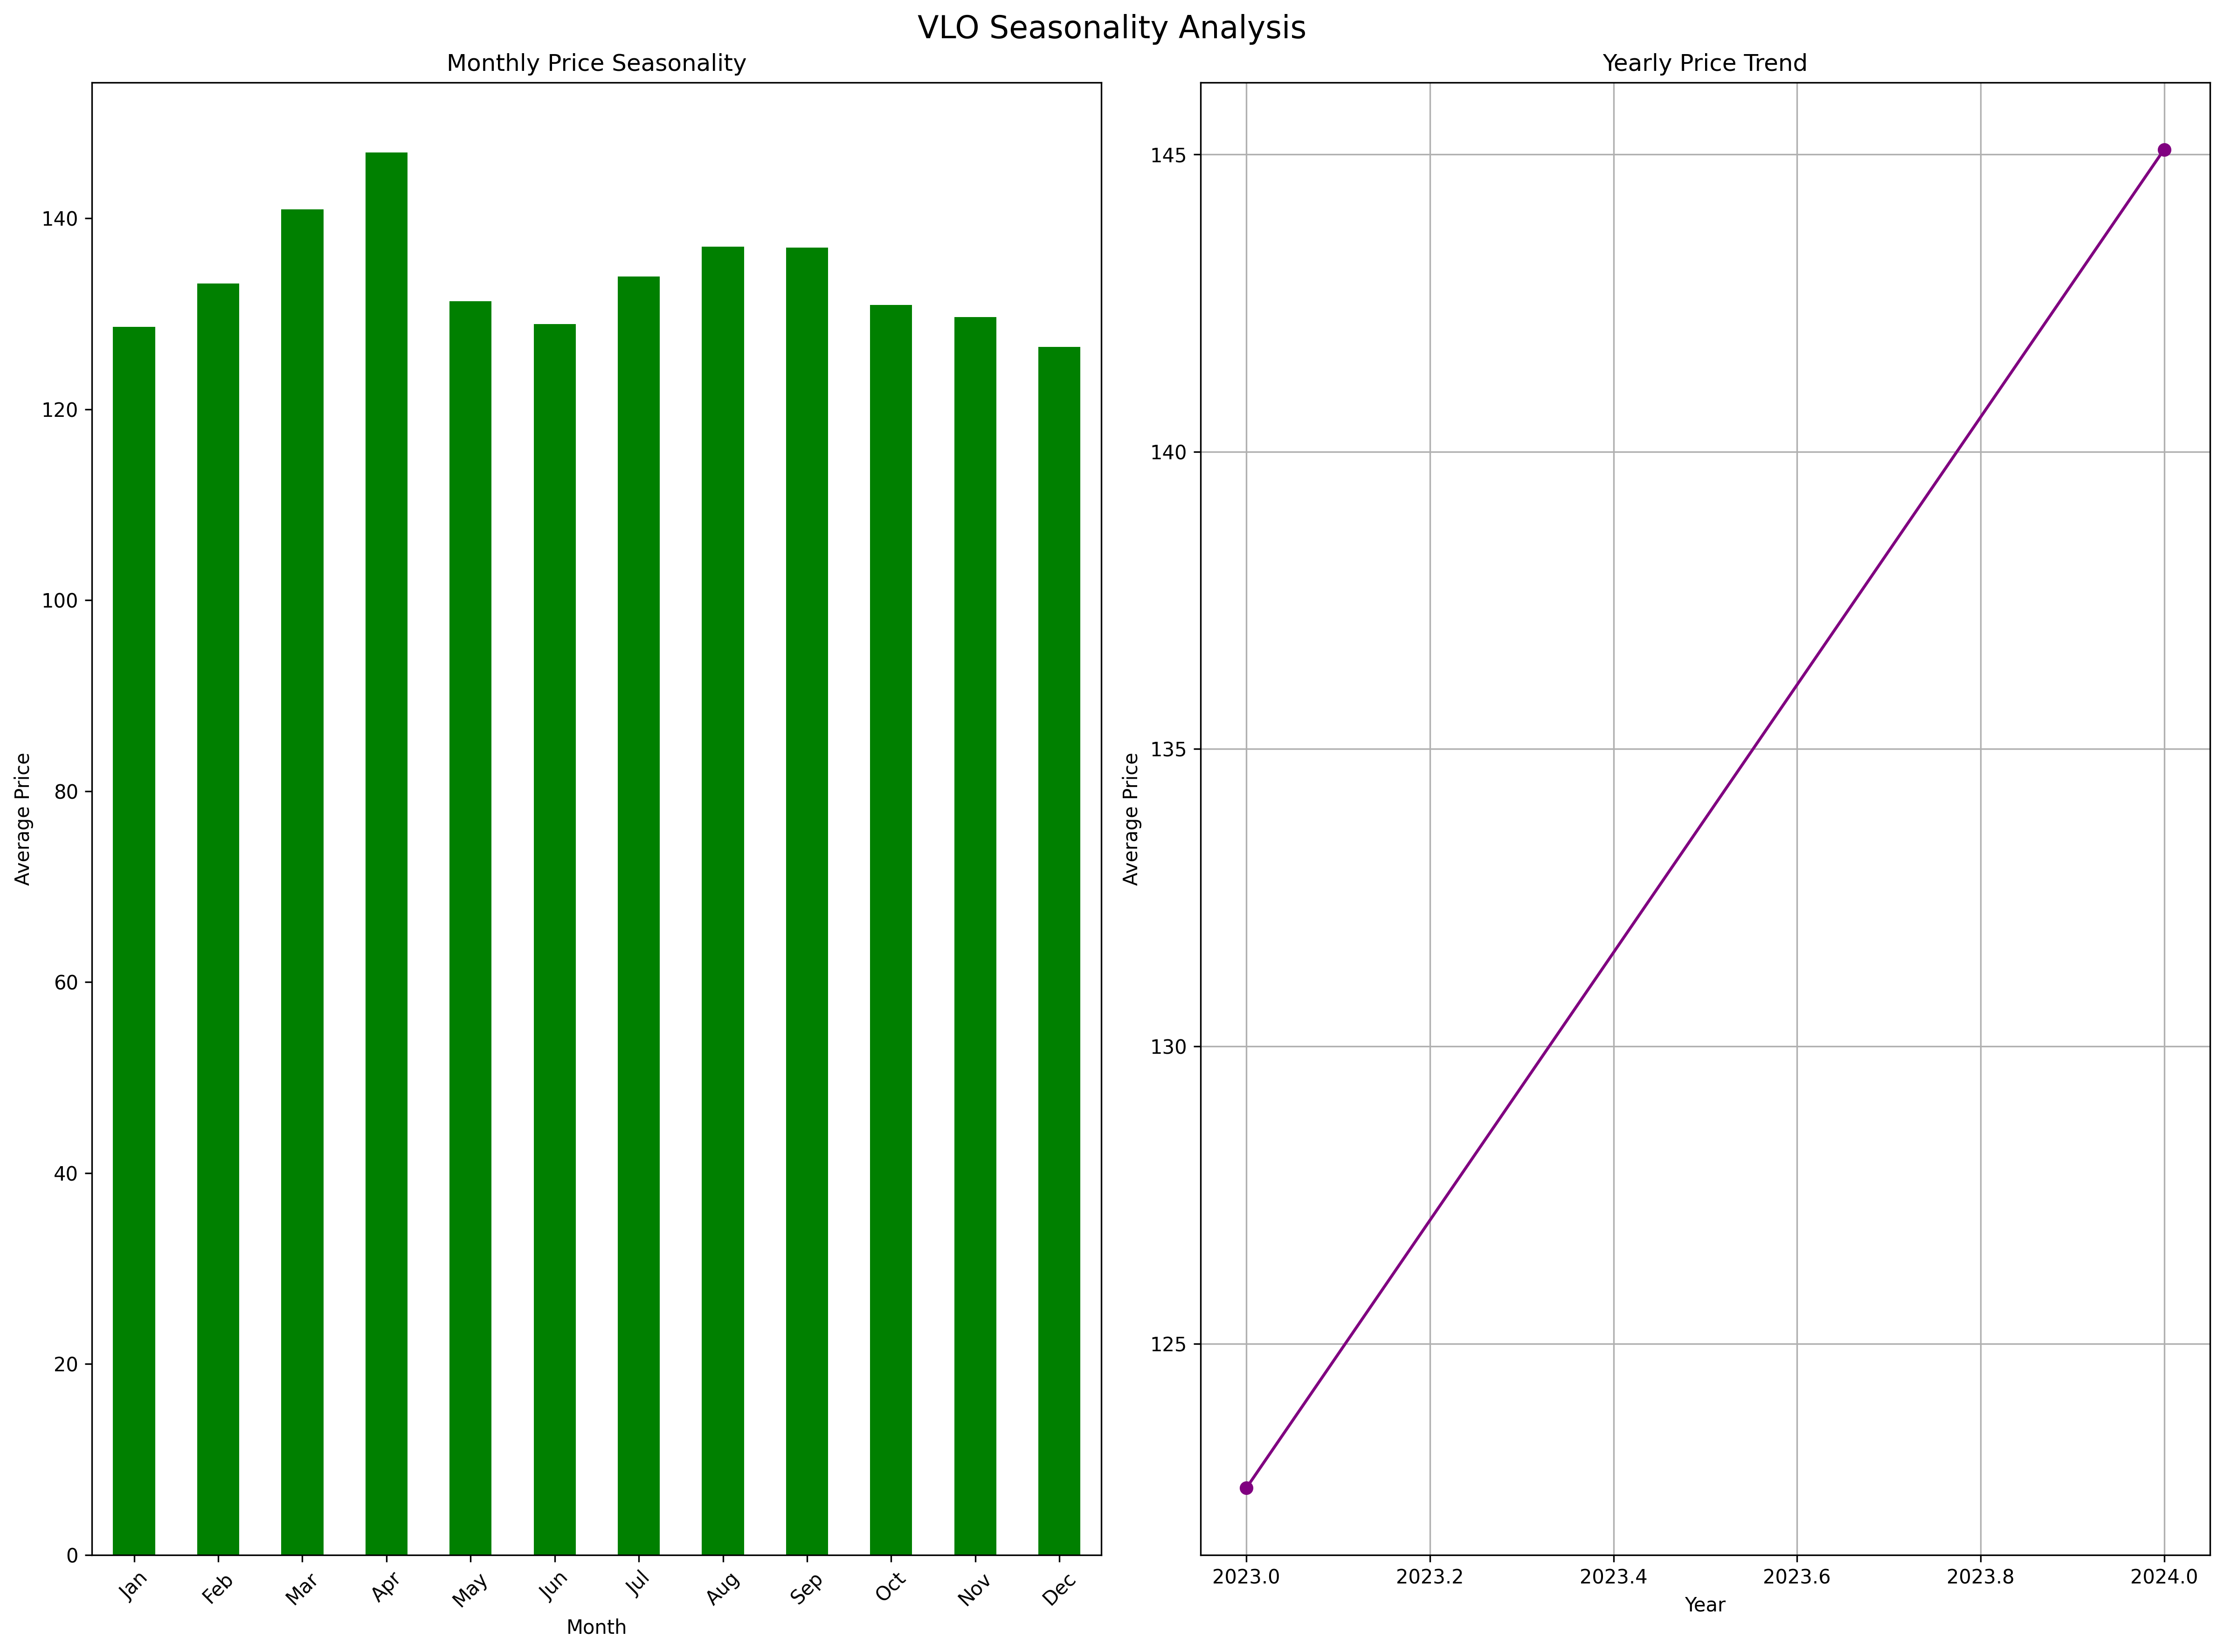 VLO Seasonality Analysis
Monthly Price Seasonality
Average Price
140
120
100
80
60
40
20
0
Jan
Feb
Mar
Apr
May
Jun
Jul
Aug
Sep
Oct
Nov
Dec
Month
Yearly Price Trend
Average Price
145
140
135
130
125
2023.0
2023.2
2023.4
2023.6
2023.8
2024.0
Year